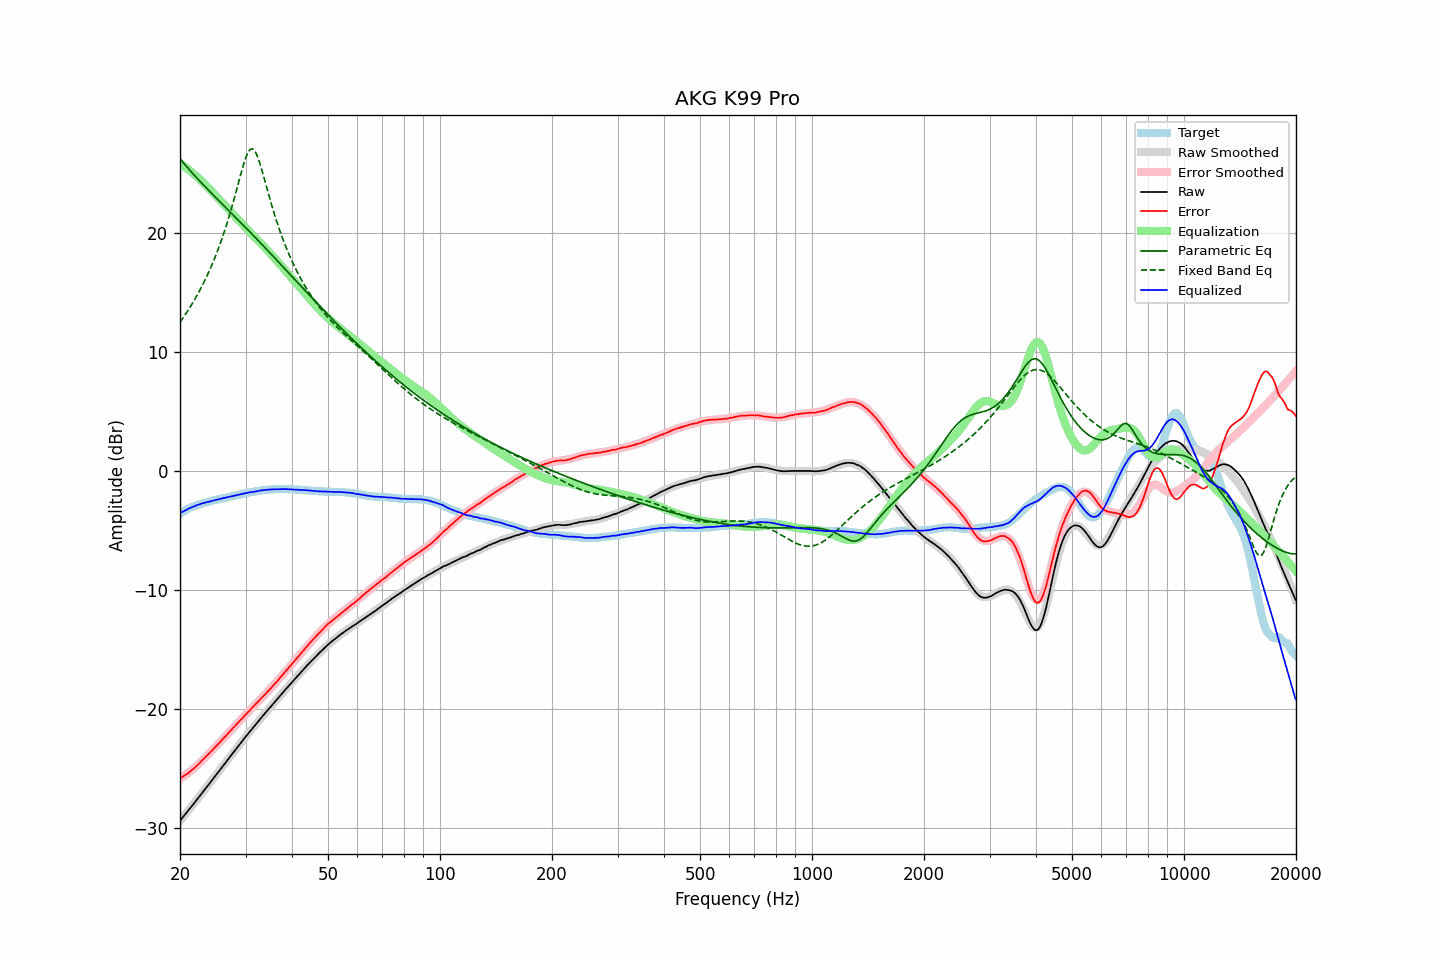 AKG K99 Pro
Target
Raw Smoothed
Error Smoothed
Raw
Error
Equalization
Parametric Eq
Fixed Band Eq
Equalized
Amplitude (dBr)
20
10
0
−10
−20
−30
20 50 100 200 500 1000 2000 5000 10000 20000
Frequency (Hz)